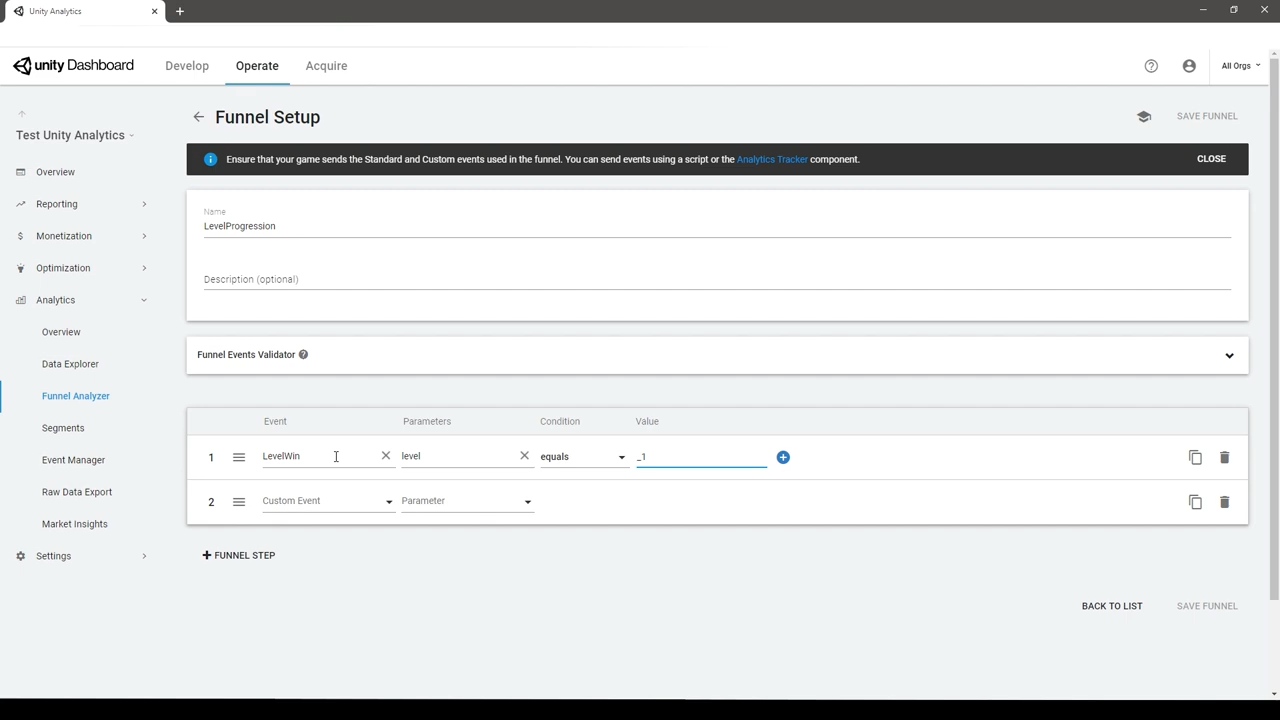 Unity Analytics
unity Dashboard
Develop
Operate
Acquire
All Orgs
Test Unity Analytics
Overview
Reporting
Monetization
Optimization
Analytics
Overview
Data Explorer
Funnel Analyzer
Segments
Event Manager
Raw Data Export
Market Insights
Settings
Funnel Setup
SAVE FUNNEL
Ensure that your game sends the Standard and Custom events used in the funnel. You can send events using a script or the Analytics Tracker component.
CLOSE
Name
LevelProgression
Description (optional)
Funnel Events Validator
Event Parameters Condition Value
1 LevelWin level equals _1
2 Custom Event Parameter
+ FUNNEL STEP
BACK TO LIST
SAVE FUNNEL